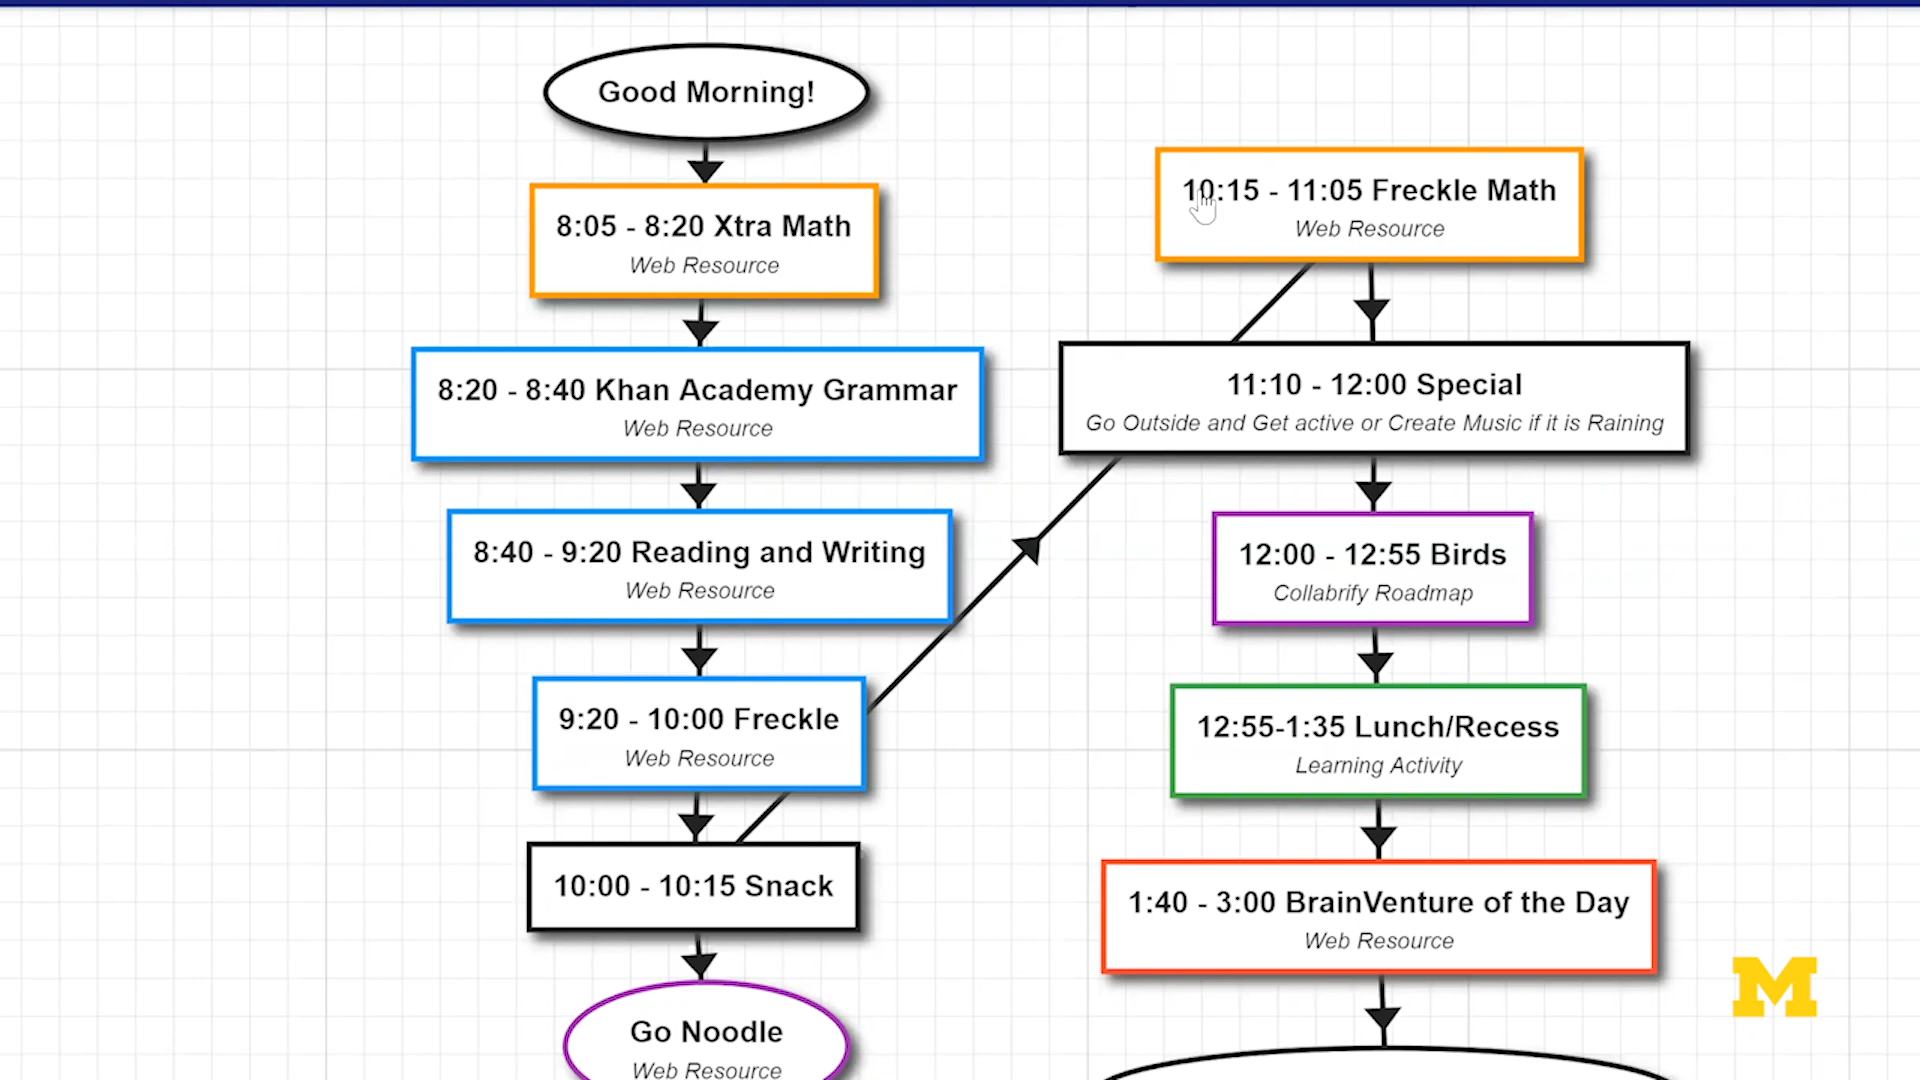 Good Morning!
8:05 - 8:20 Xtra Math
Web Resource
8:20 - 8:40 Khan Academy Grammar
Web Resource
8:40 - 9:20 Reading and Writing
Web Resource
9:20 - 10:00 Freckle
Web Resource
10:00 - 10:15 Snack
Go Noodle
Web Resource
10:15 - 11:05 Freckle Math
Web Resource
11:10 - 12:00 Special
Go Outside and Get active or Create Music if it is Raining
12:00 - 12:55 Birds
Collabrify Roadmap
12:55-1:35 Lunch/Recess
Learning Activity
1:40 - 3:00 BrainVenture of the Day
Web Resource
M